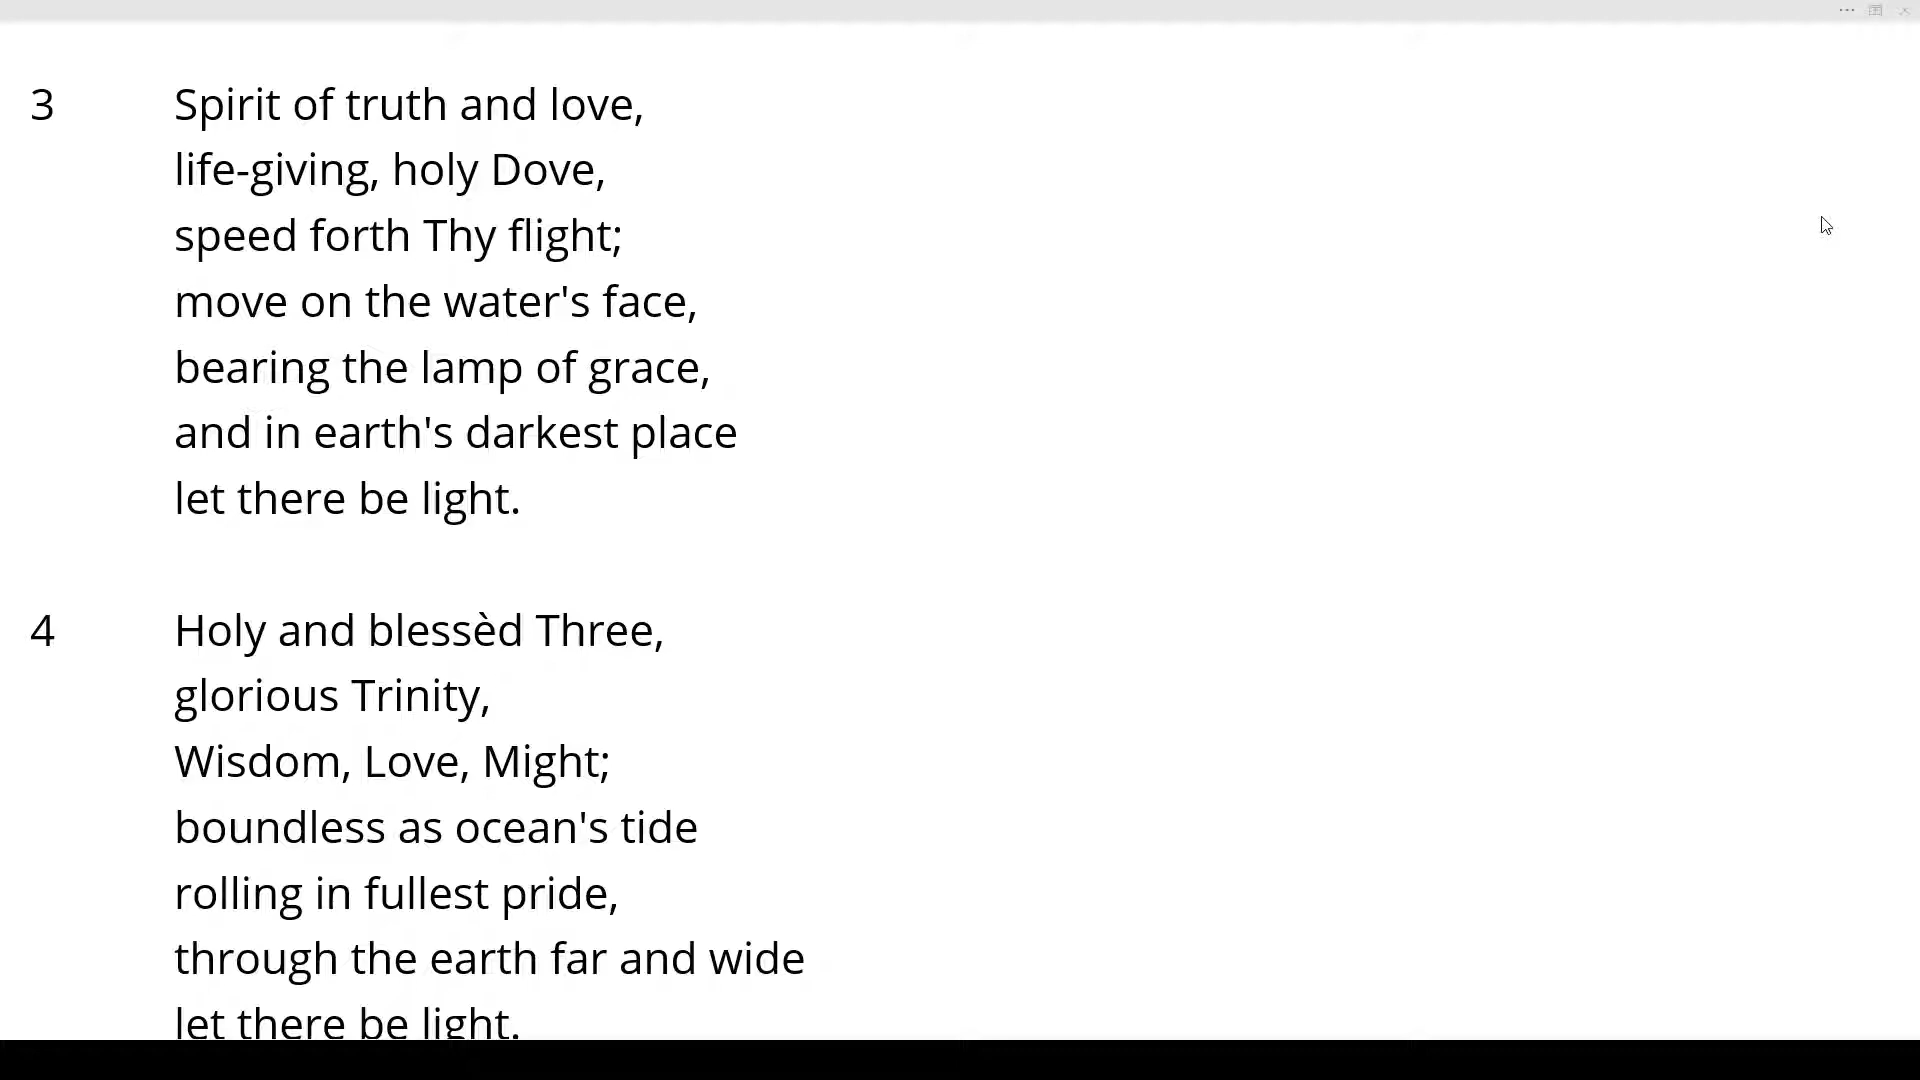 3 Spirit of truth and love,
life-giving, holy Dove,
speed forth Thy flight;
move on the water's face,
bearing the lamp of grace,
and in earth's darkest place
let there be light.
4 Holy and blessèd Three,
glorious Trinity,
Wisdom, Love, Might;
boundless as ocean's tide
rolling in fullest pride,
through the earth far and wide
let there be light.